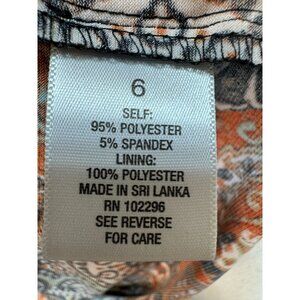 6
SELF:
95% POLYESTER
5% SPANDEX
LINING:
100% POLYESTER
MADE IN SRI LANKA
RN 102296
SEE REVERSE
FOR CARE